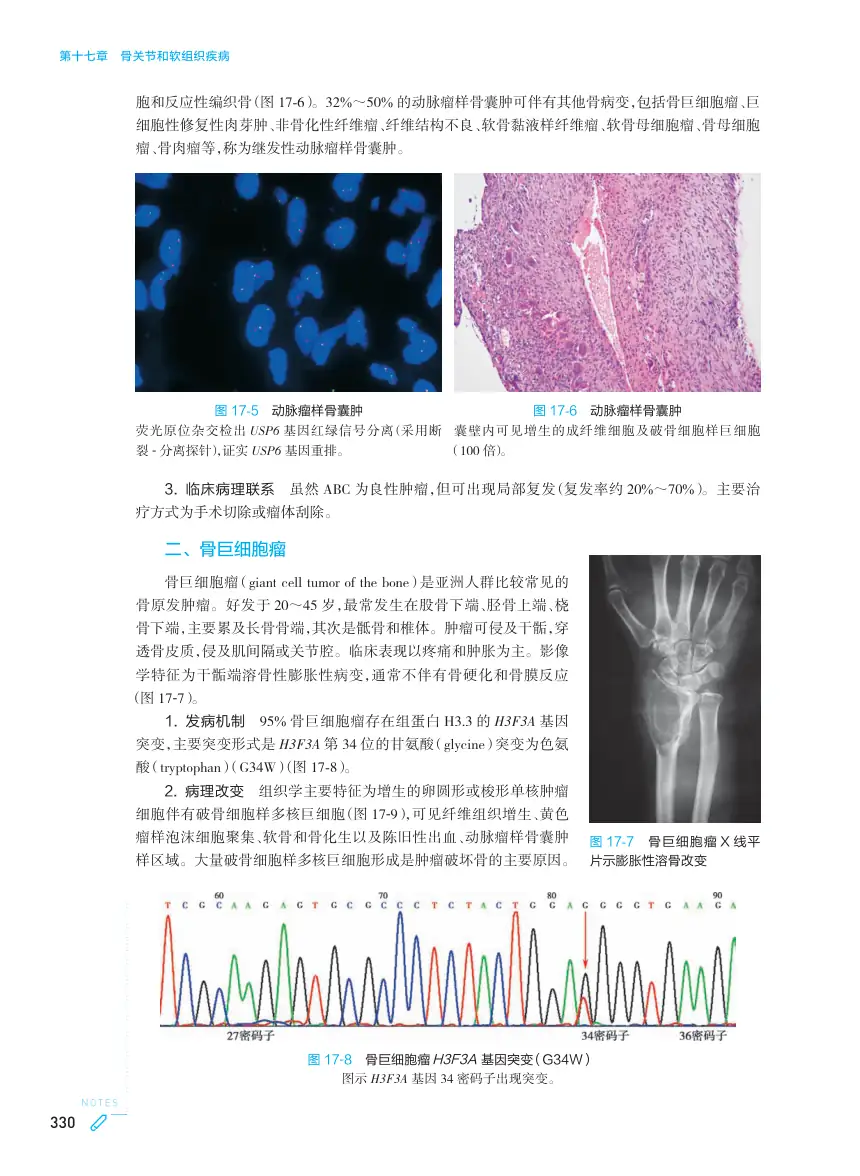 第十七章 骨关节和软组织疾病
胞和反应性编织骨（图 17-6）。32%～50% 的动脉瘤样骨囊肿可伴有其他骨病变，包括骨巨细胞瘤、巨
细胞性修复性肉芽肿、非骨化性纤维瘤、纤维结构不良、软骨黏液样纤维瘤、软骨母细胞瘤、骨母细胞
瘤、骨肉瘤等，称为继发性动脉瘤样骨囊肿。
图 17-5 动脉瘤样骨囊肿
荧光原位杂交检出 USP6 基因红绿信号分离（采用断
裂 - 分离探针），证实 USP6 基因重排。
图 17-6 动脉瘤样骨囊肿
囊壁内可见增生的成纤维细胞及破骨细胞样巨细胞
（100 倍）。
3. 临床病理联系 虽然 ABC 为良性肿瘤，但可出现局部复发（复发率约 20%～70%）。主要治
疗方式为手术切除或瘤体刮除。
二、骨巨细胞瘤
骨巨细胞瘤（giant cell tumor of the bone）是亚洲人群比较常见的
骨原发肿瘤。好发于 20～45 岁，最常发生在股骨下端、胫骨上端、桡
骨下端，主要累及长骨骨端，其次是骶骨和椎体。肿瘤可侵及干骺，穿
透骨皮质，侵及肌间隔或关节腔。临床表现以疼痛和肿胀为主。影像
学特征为干骺端溶骨性膨胀性病变，通常不伴有骨硬化和骨膜反应
（图 17-7）。
1. 发病机制 95% 骨巨细胞瘤存在组蛋白 H3.3 的 H3F3A 基因
突变，主要突变形式是 H3F3A 第 34 位的甘氨酸（glycine）突变为色氨
酸（tryptophan）（G34W）（图 17-8）。
2. 病理改变 组织学主要特征为增生的卵圆形或梭形单核肿瘤
细胞伴有破骨细胞样多核巨细胞（图 17-9），可见纤维组织增生、黄色
瘤样泡沫细胞聚集、软骨和骨化生以及陈旧性出血、动脉瘤样骨囊肿
样区域。大量破骨细胞样多核巨细胞形成是肿瘤破坏骨的主要原因。
图 17-7 骨巨细胞瘤 X 线平
片示膨胀性溶骨改变
60 70 80 90
T C G C A A G A G T G C G C C C T C T A C T G G A G G G G T G A A G A
27密码子 34密码子 36密码子
图 17-8 骨巨细胞瘤 H3F3A 基因突变（G34W）
图示 H3F3A 基因 34 密码子出现突变。
NOTES
330